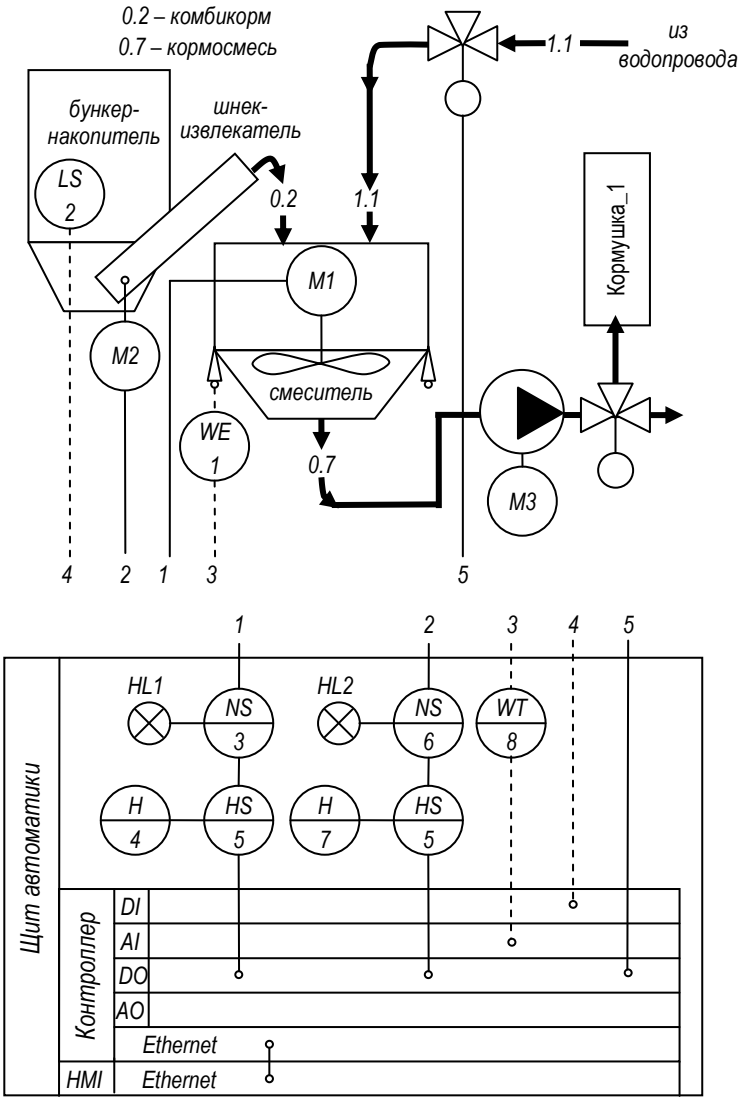 0.2 – комбикорм
0.7 – кормосмесь
1.1
из
водопровода
бункер-
накопитель
шнек-
извлекатель
LS
2
0.2
1.1
Кормушка_1
M1
M2
смеситель
WE
1
0.7
M3
4 2 1 3 5
1 2 3 4 5
HL1 HL2
NS
3
NS
6
WT
8
H
4
HS
5
H
7
HS
5
Щит автоматики
Контроллер
DI
AI
DO
AO
Ethernet
HMI Ethernet